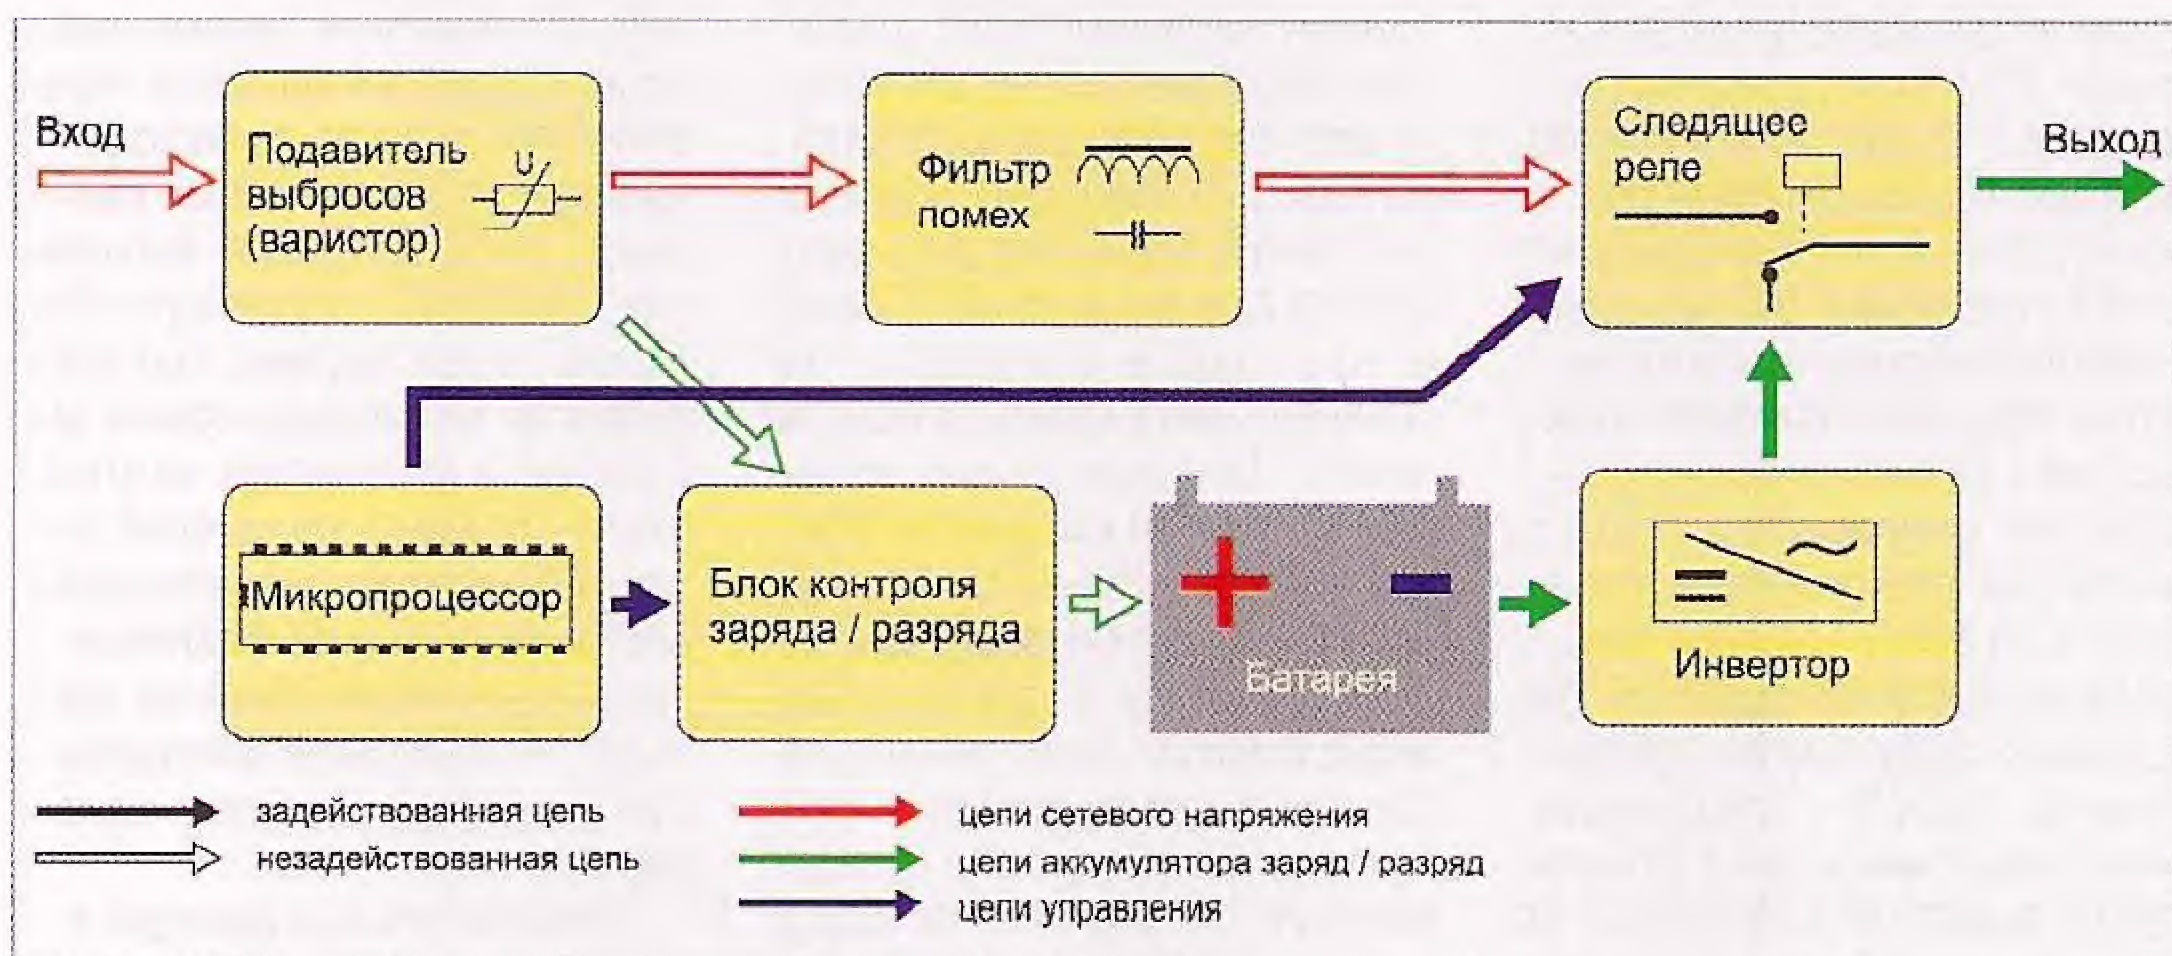 Вход
Подавитель
выбросов
(варистор)
U
Фильтр
помех
Следящее
реле
Выход
Микропроцессор
Блок контроля
заряда / разряда
Батарея
Инвертор
задействованная цепь
незадействованная цепь
цепи сетевого напряжения
цепи аккумулятора заряд / разряд
цепи управления